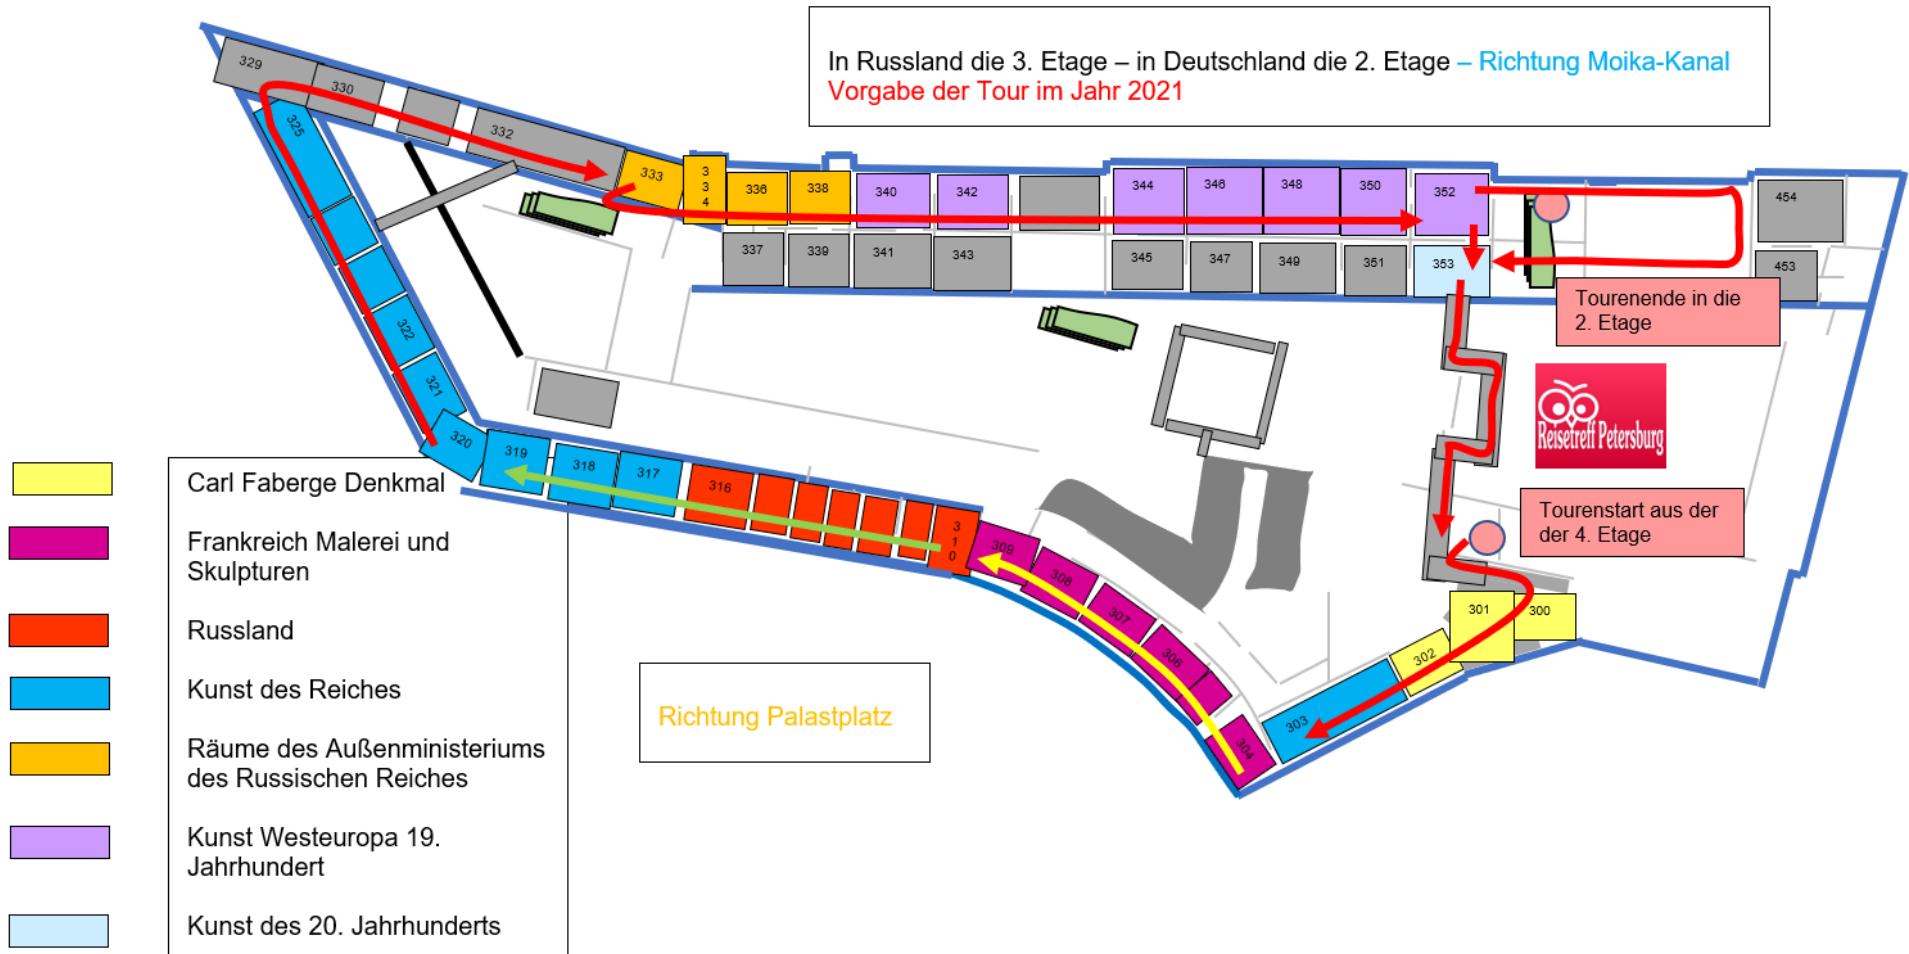 In Russland die 3. Etage – in Deutschland die 2. Etage – Richtung Moika-Kanal
Vorgabe der Tour im Jahr 2021
329
330
332
333
3
3
4
336
338
340
342
344
346
348
350
352
454
337
339
341
343
345
347
349
351
353
453
325
322
321
320
319
318
317
316
3
1
0
309
308
307
306
304
303
302
301
300
Tourenende in die
2. Etage
Reisetreff Petersburg
Tourenstart aus der
der 4. Etage
Richtung Palastplatz
Carl Faberge Denkmal
Frankreich Malerei und
Skulpturen
Russland
Kunst des Reiches
Räume des Außenministeriums
des Russischen Reiches
Kunst Westeuropa 19.
Jahrhundert
Kunst des 20. Jahrhunderts